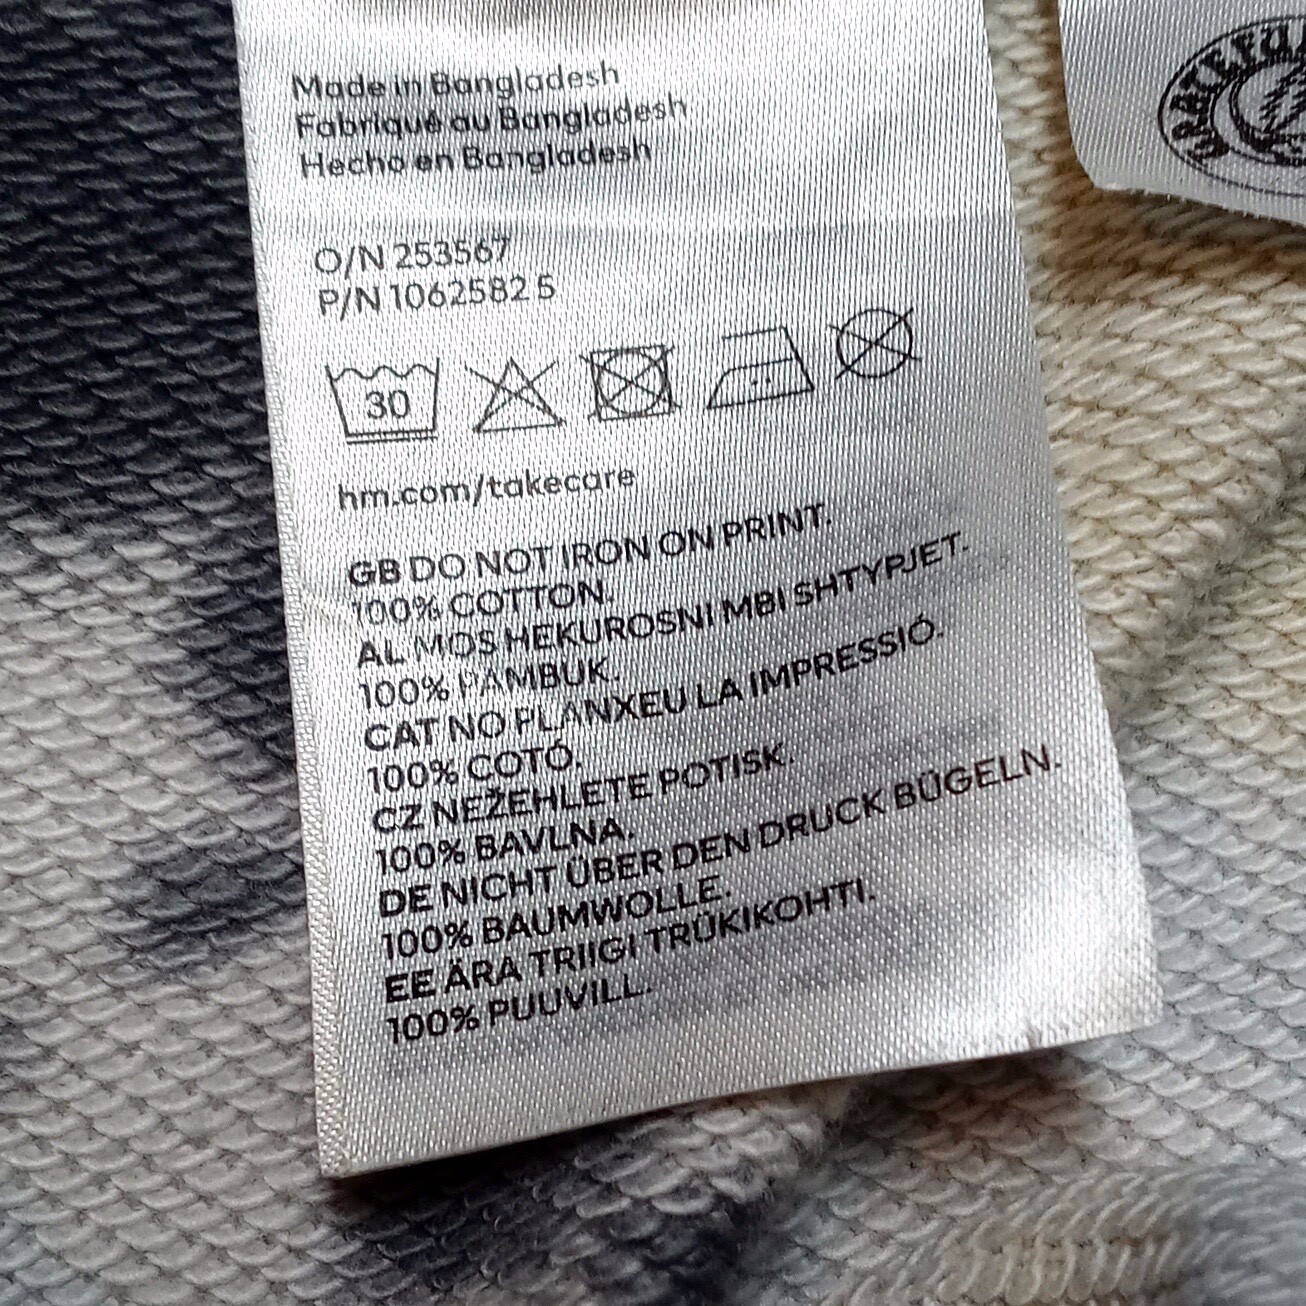 Made in Bangladesh
Fabriqué au Bangladesh
Hecho en Bangladesh
O/N 253567
P/N 1062582 5
30
hm.com/takecare
GB DO NOT IRON ON PRINT.
100% COTTON.
AL MOS HEKUROSNI MBI SHTYPJET.
100% PAMBUK.
CAT NO PLANXEU LA IMPRESSIÓ.
100% COTÓ.
CZ NEŽEHLETE POTISK.
100% BAVLNA.
DE NICHT ÜBER DEN DRUCK BÜGELN.
100% BAUMWOLLE.
EE ÄRA TRIIGI TRÜKIKOHTI.
100% PUUVILL.